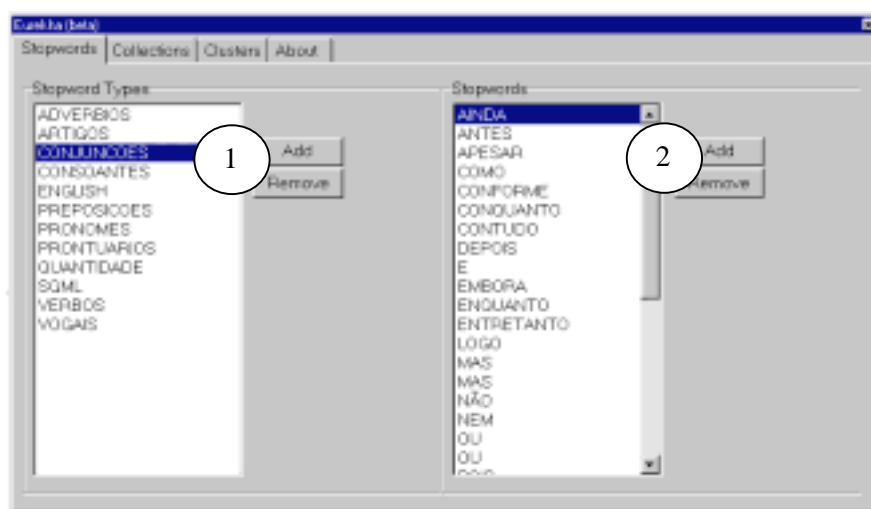 Eurekha (beta)
Stopwords Collections Clusters About
Stopword Types
ADVERBIOS
ARTIGOS
CONJUNCOES
CONSOANTES
ENGLISH
PREPOSICOES
PRONOMES
PRONTUARIOS
QUANTIDADE
SGML
VERBOS
VOGAIS
1
Add
Remove
Stopwords
AINDA
ANTES
APESAR
COMO
CONFORME
CONQUANTO
CONTUDO
DEPOIS
E
EMBORA
ENQUANTO
ENTRETANTO
LOGO
MAS
MAS
NÃO
NEM
OU
OU
2
Add
Remove